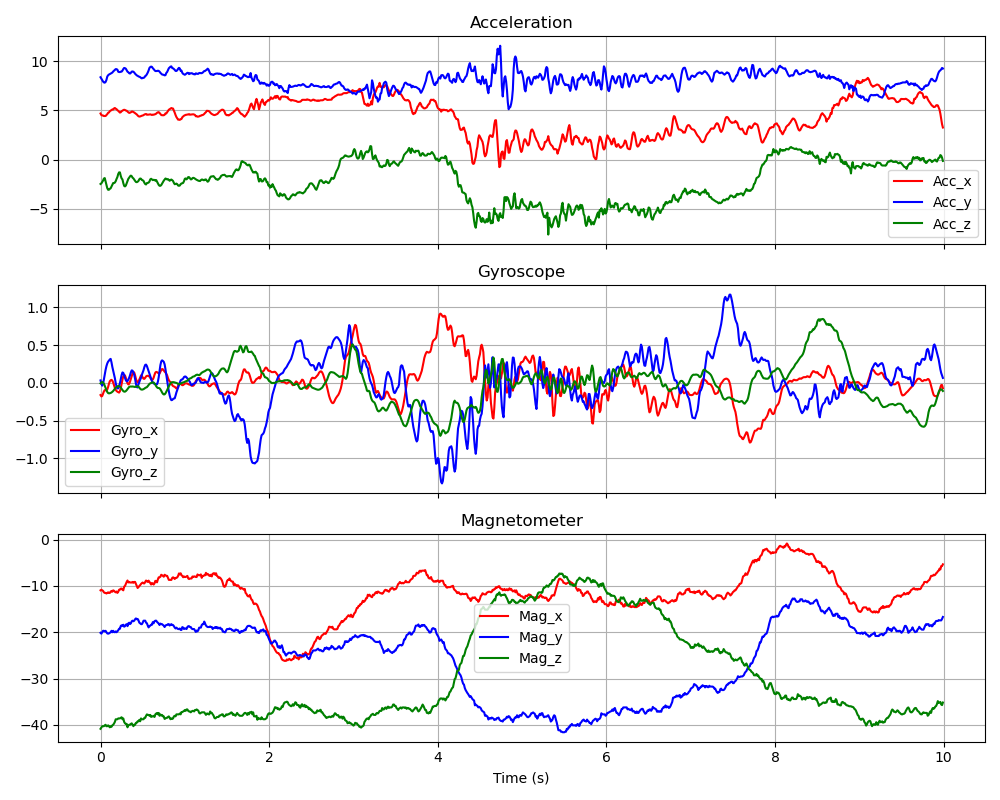 Acceleration
10
5
0
−5
Acc_x
Acc_y
Acc_z
Gyroscope
1.0
0.5
0.0
−0.5
−1.0
Gyro_x
Gyro_y
Gyro_z
Magnetometer
0
−10
−20
−30
−40
Mag_x
Mag_y
Mag_z
0 2 4 6 8 10
Time (s)